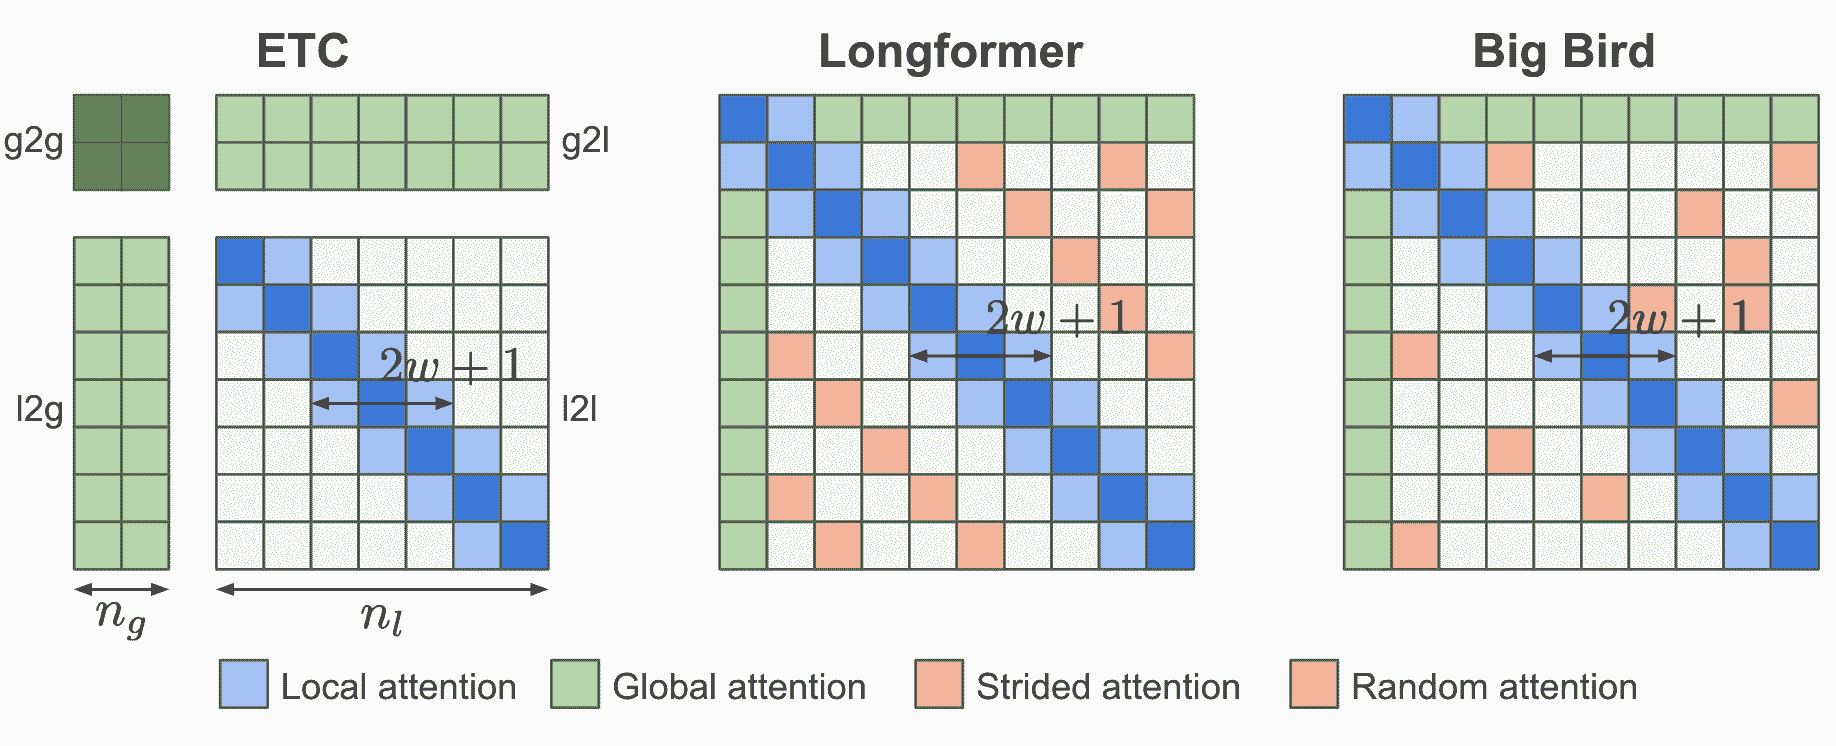 ETC
Longformer
Big Bird
g2g
g2l
2w + 1
2w + 1
2w + 1
l2g
l2l
n_g
n_l
Local attention
Global attention
Strided attention
Random attention